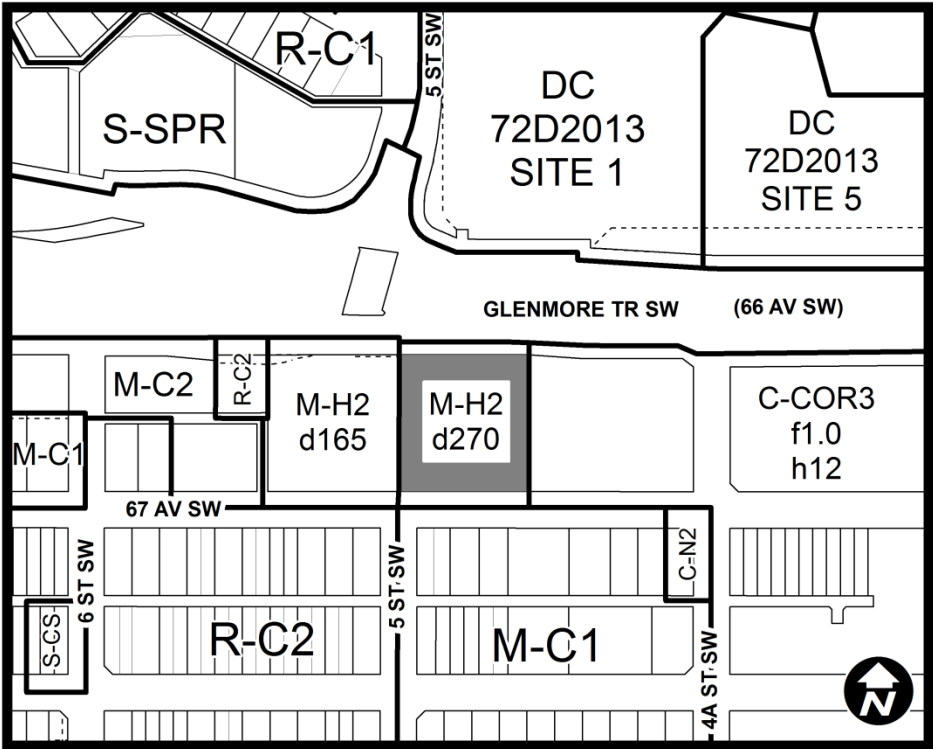 R-C1
5 ST SW
S-SPR
DC
72D2013
SITE 1
DC
72D2013
SITE 5
GLENMORE TR SW
(66 AV SW)
M-C2
R-C2
M-H2
d165
M-H2
d270
C-COR3
f1.0
h12
M-C1
67 AV SW
6 ST SW
5 ST SW
C-N2
S-CS
R-C2
M-C1
4A ST SW
N